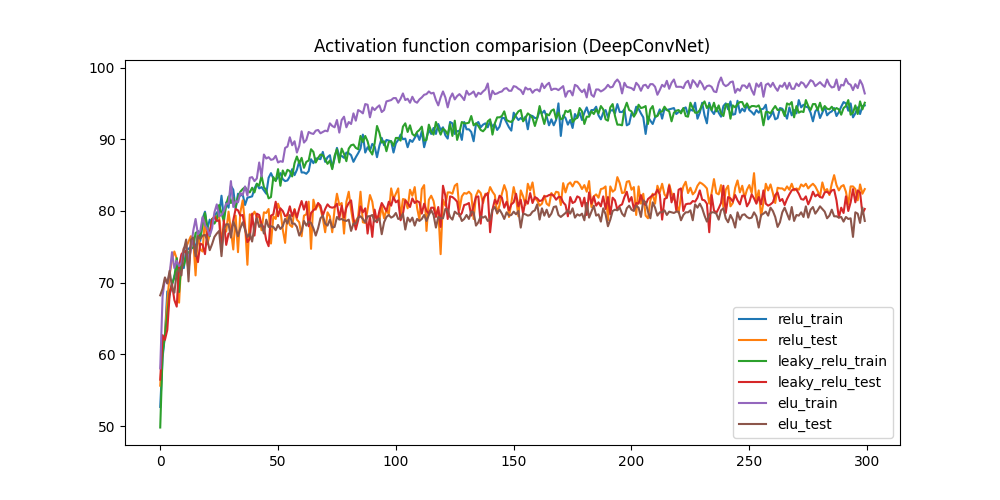 Activation function comparision (DeepConvNet)
100
90
80
70
60
50
0 50 100 150 200 250 300
relu_train
relu_test
leaky_relu_train
leaky_relu_test
elu_train
elu_test